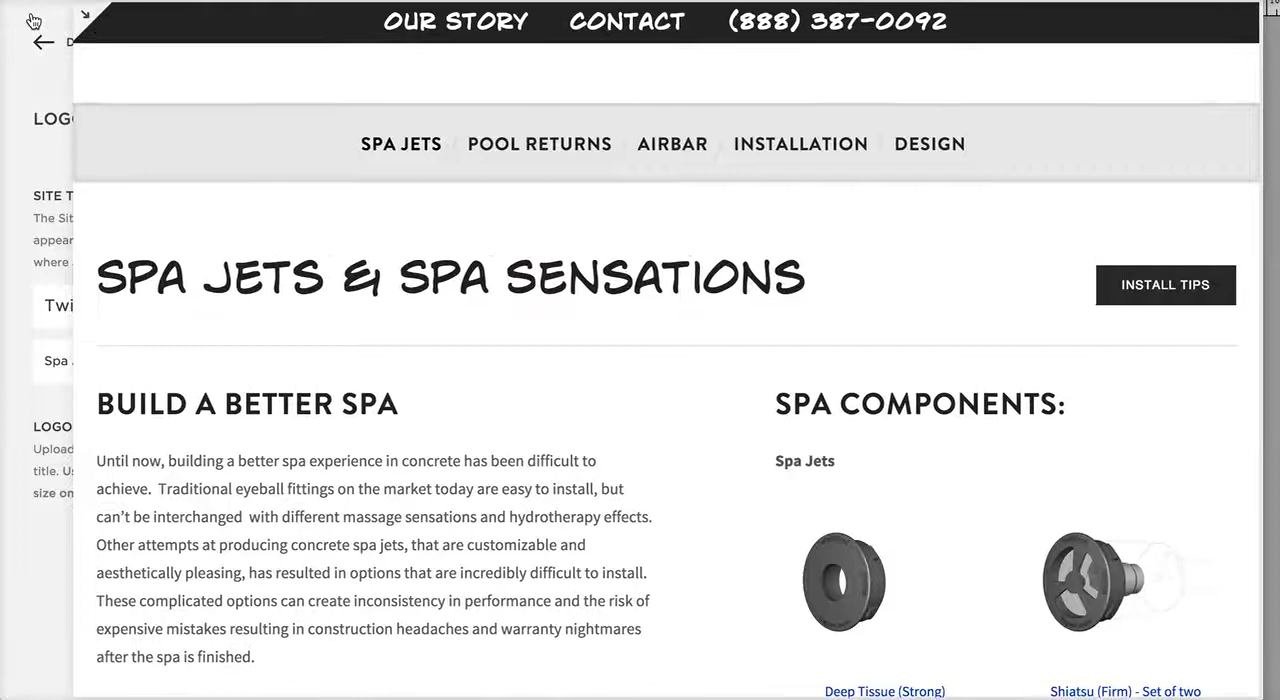 OUR STORY CONTACT (888) 387-0092
SPA JETS / POOL RETURNS / AIRBAR / INSTALLATION / DESIGN
SPA JETS & SPA SENSATIONS
INSTALL TIPS
BUILD A BETTER SPA
Until now, building a better spa experience in concrete has been difficult to
achieve. Traditional eyeball fittings on the market today are easy to install, but
can't be interchanged with different massage sensations and hydrotherapy effects.
Other attempts at producing concrete spa jets, that are customizable and
aesthetically pleasing, has resulted in options that are incredibly difficult to install.
These complicated options can create inconsistency in performance and the risk of
expensive mistakes resulting in construction headaches and warranty nightmares
after the spa is finished.
SPA COMPONENTS:
Spa Jets
Deep Tissue (Strong)
Shiatsu (Firm) - Set of two
D
LOGO
SITE T
The Sit
appear
where
Twi
Spa
LOGO
Upload
title. Us
size on